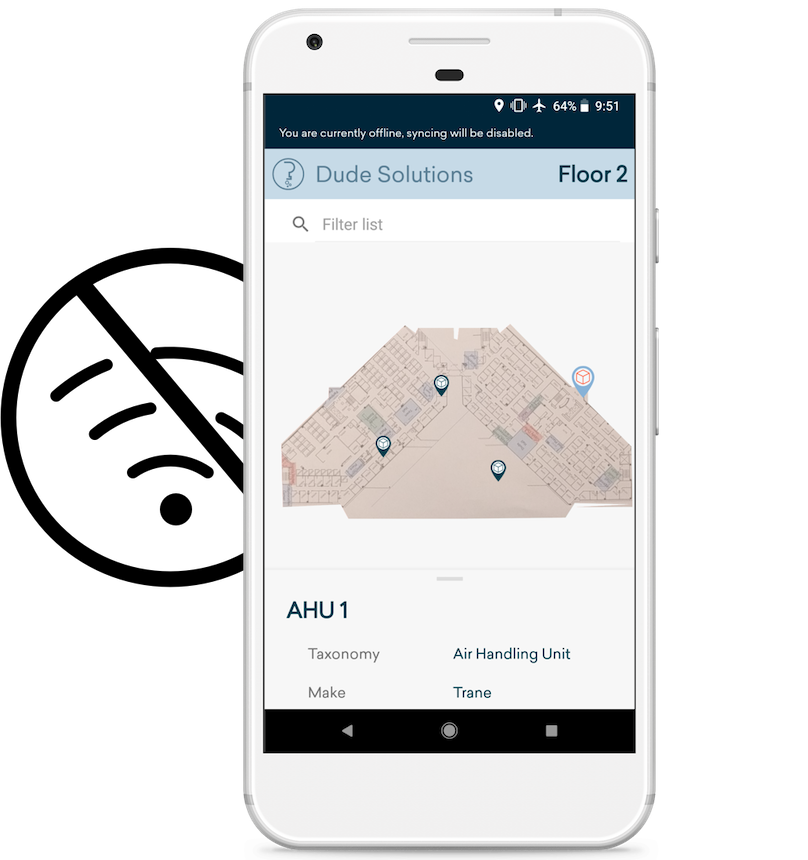 64% 9:51
You are currently offline, syncing will be disabled.
Dude Solutions Floor 2
Filter list
AHU 1
Taxonomy Air Handling Unit
Make Trane